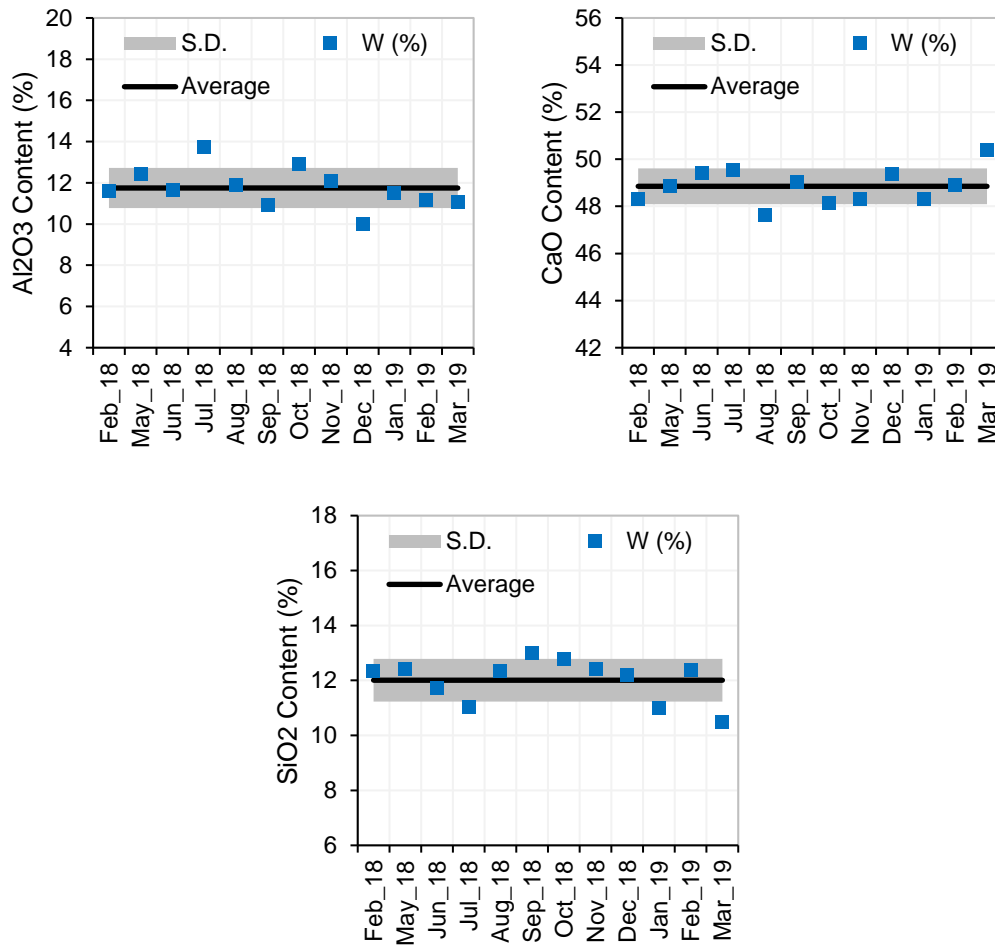 Al2O3 Content (%)
20
18
16
14
12
10
8
6
4
S.D.
W (%)
Average
Feb_18
May_18
Jun_18
Jul_18
Aug_18
Sep_18
Oct_18
Nov_18
Dec_18
Jan_19
Feb_19
Mar_19
CaO Content (%)
56
54
52
50
48
46
44
42
S.D.
W (%)
Average
Feb_18
May_18
Jun_18
Jul_18
Aug_18
Sep_18
Oct_18
Nov_18
Dec_18
Jan_19
Feb_19
Mar_19
SiO2 Content (%)
18
16
14
12
10
8
6
S.D.
W (%)
Average
Feb_18
May_18
Jun_18
Jul_18
Aug_18
Sep_18
Oct_18
Nov_18
Dec_18
Jan_19
Feb_19
Mar_19